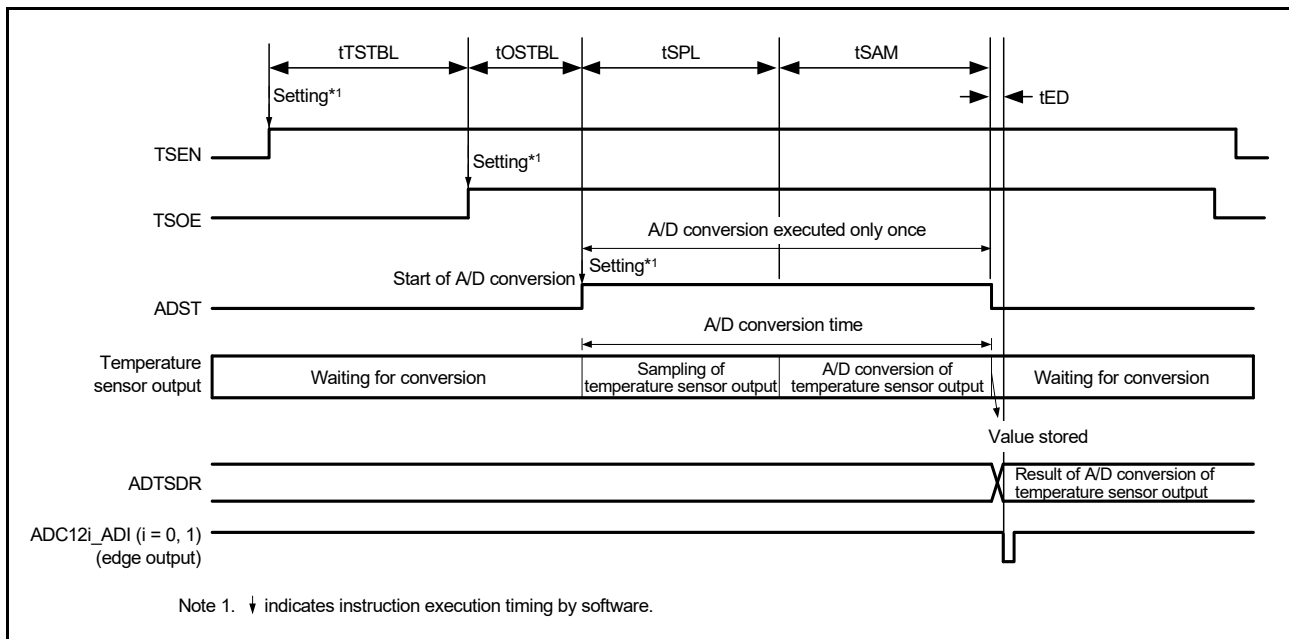 tTSTBL tOSTBL tSPL tSAM
tED
Setting*1
TSEN
Setting*1
TSOE
A/D conversion executed only once
Start of A/D conversion
Setting*1
ADST
A/D conversion time
Temperature
sensor output
Waiting for conversion
Sampling of
temperature sensor output
A/D conversion of
temperature sensor output
Waiting for conversion
Value stored
ADTSDR
Result of A/D conversion of
temperature sensor output
ADC12i_ADI (i = 0, 1)
(edge output)
Note 1. ↓ indicates instruction execution timing by software.